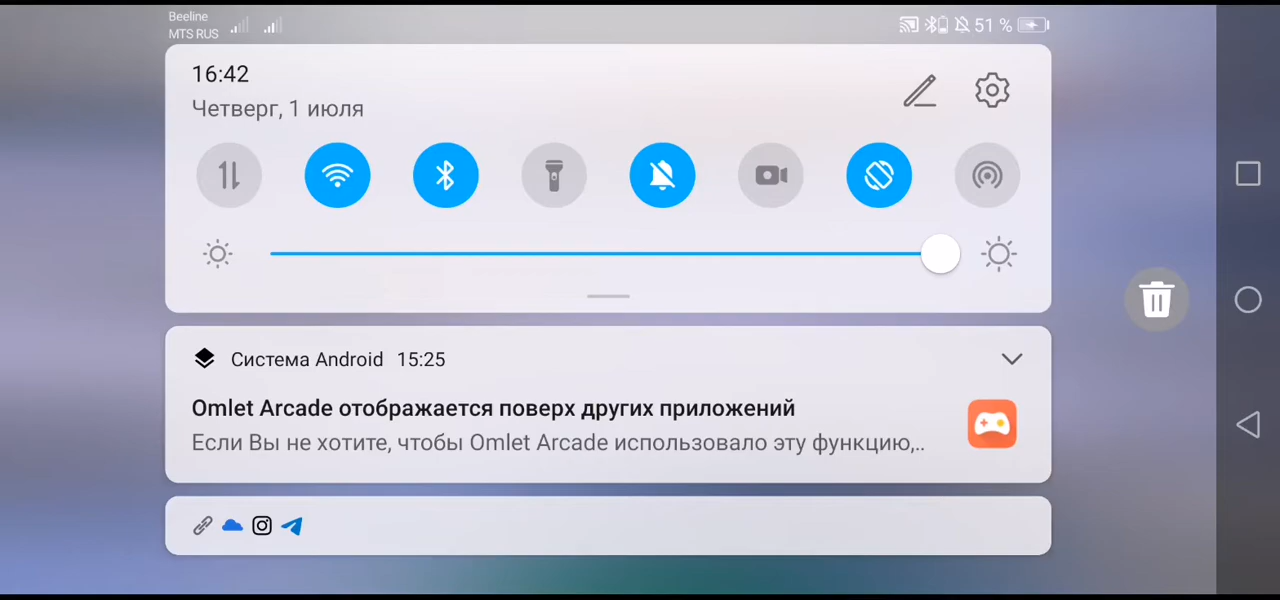 Beeline
MTS RUS
51 %
16:42
Четверг, 1 июля
Система Android 15:25
Omlet Arcade отображается поверх других приложений
Если Вы не хотите, чтобы Omlet Arcade использовало эту функцию,..